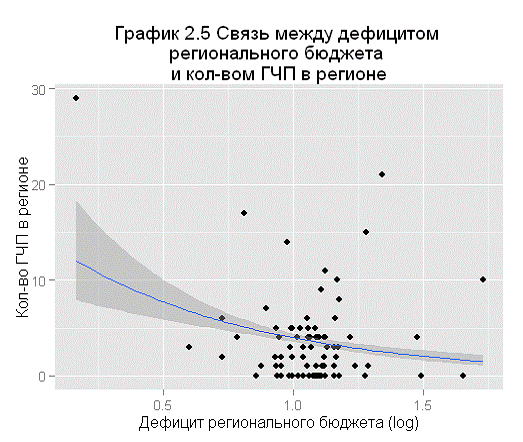 График 2.5 Связь между дефицитом
регионального бюджета
и кол-вом ГЧП в регионе
Кол-во ГЧП в регионе
30
20
10
0
0.5
1.0
1.5
Дефицит регионального бюджета (log)